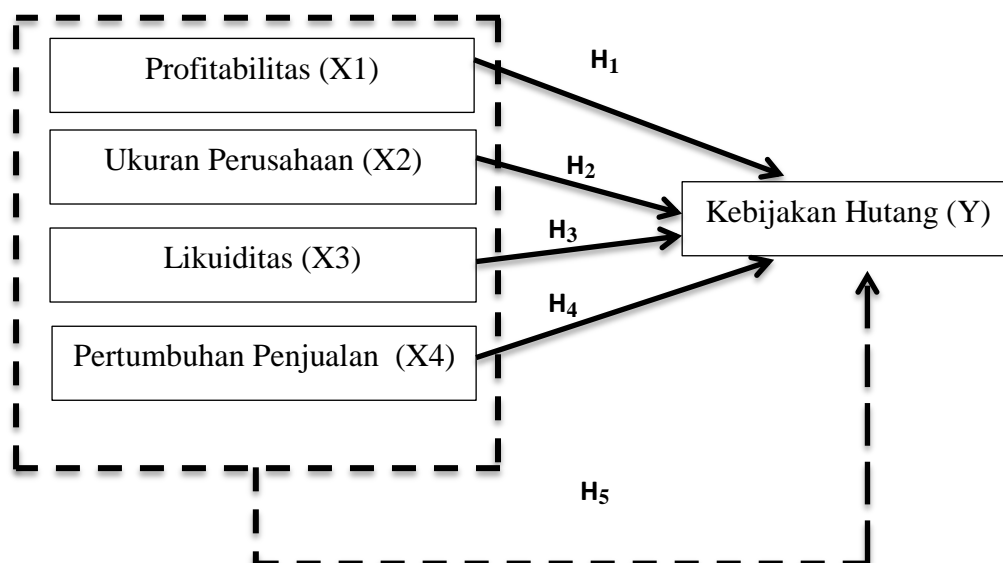 Profitabilitas (X1)
H1
Ukuran Perusahaan (X2)
H2
Kebijakan Hutang (Y)
Likuiditas (X3)
H3
H4
Pertumbuhan Penjualan (X4)
H5